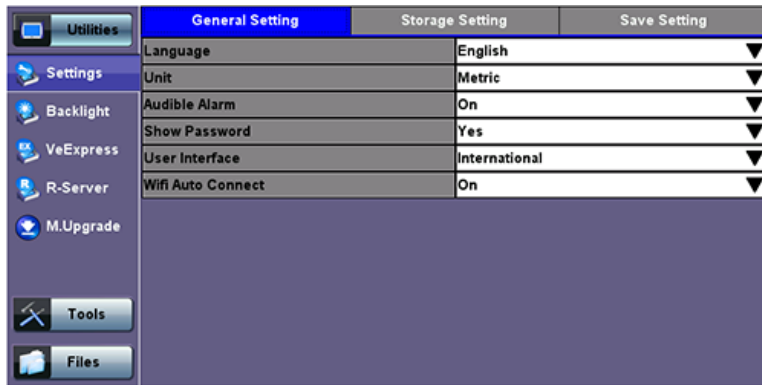 Utilities
General Setting Storage Setting Save Setting
Language English
Settings
Unit Metric
Audible Alarm On
Backlight
Show Password Yes
EX VeExpress
User Interface International
R R-Server
Wifi Auto Connect On
M.Upgrade
Tools
Files